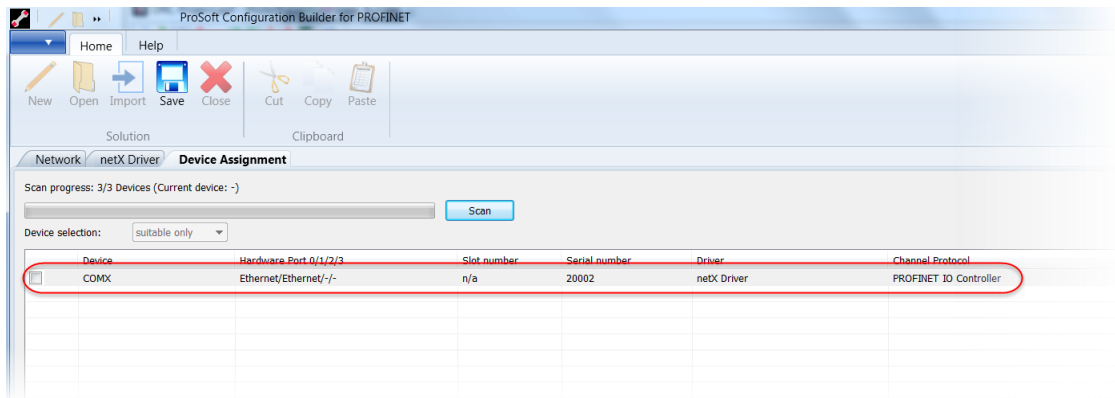 ProSoft Configuration Builder for PROFINET
Home Help
New Open Import Save Close Cut Copy Paste
Solution Clipboard
Network netX Driver Device Assignment
Scan progress: 3/3 Devices (Current device: -)
Scan
Device selection: suitable only
Device Hardware Port 0/1/2/3 Slot number Serial number Driver Channel Protocol
COMX Ethernet/Ethernet/-/- n/a 20002 netX Driver PROFINET IO Controller